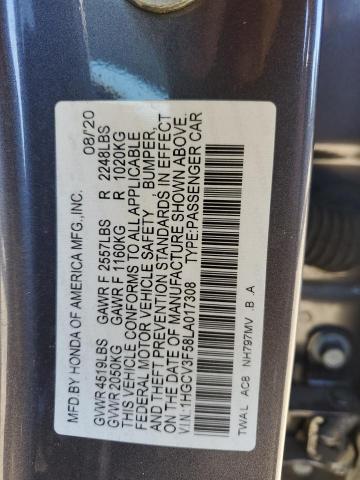 MFD.BY HONDA OF AMERICA MFG.,INC. 08/20
GVWR 4519LBS GAWR F 2557LBS R 2248LBS
GVWR 2050KG GAWR F 1160KG R 1020KG
THIS VEHICLE CONFORMS TO ALL APPLICABLE
FEDERAL MOTOR VEHICLE SAFETY , BUMPER,
AND THEFT PREVENTION STANDARDS IN EFFECT
ON THE DATE OF MANUFACTURE SHOWN ABOVE.
V.I.N.:1HGCV3F58LA017308 TYPE:PASSENGER CAR
TWAL AC8 NH797MV .B .A